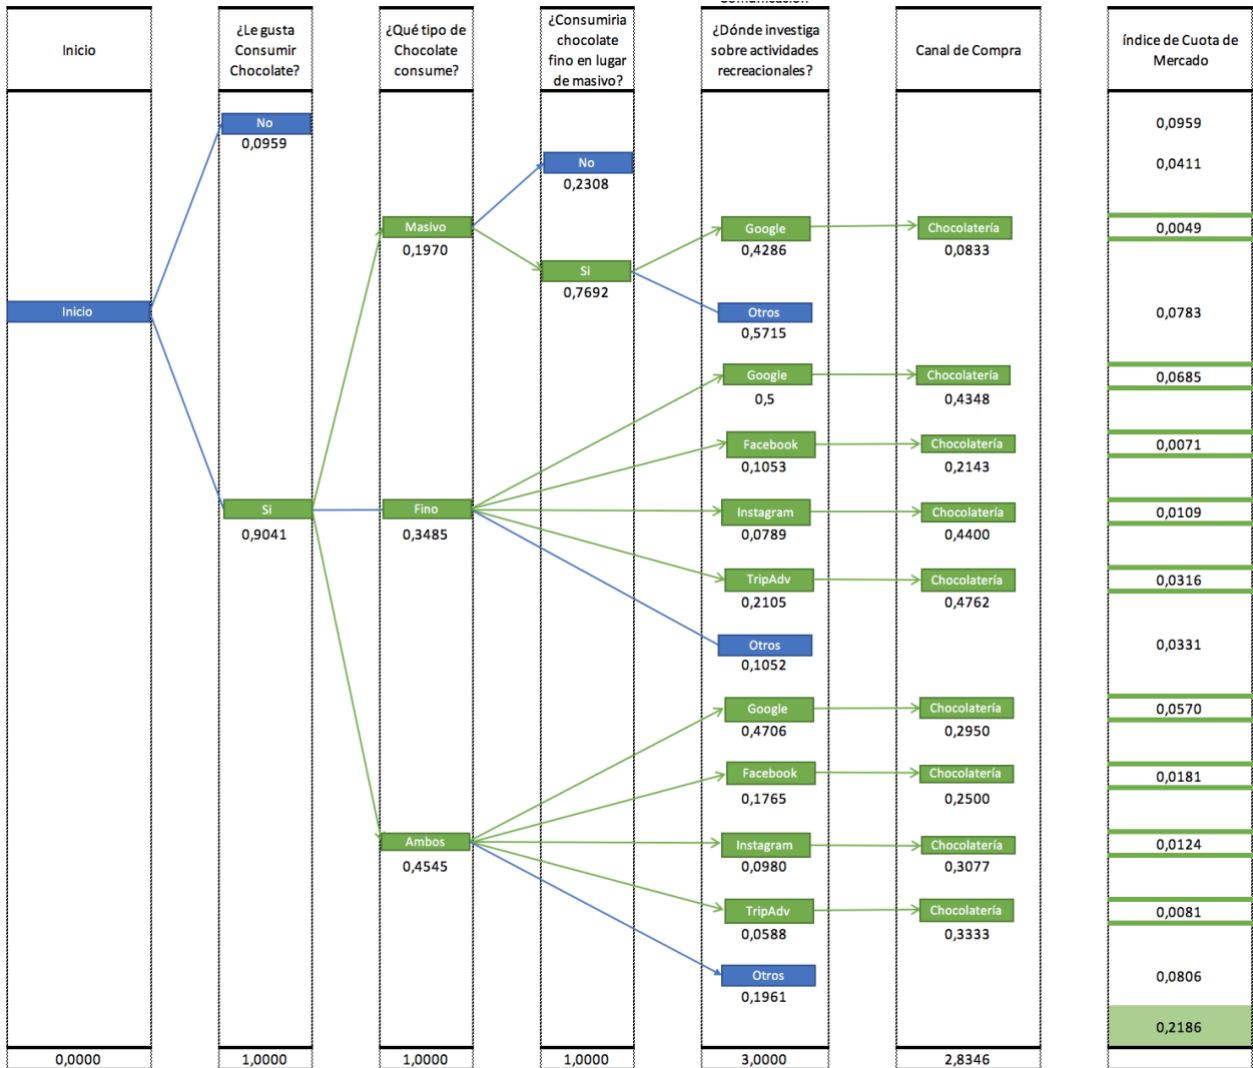 Comunicación
Inicio
¿Le gusta
Consumir
Chocolate?
¿Qué tipo de
Chocolate
consume?
¿Consumiria
chocolate
fino en lugar
de masivo?
¿Dónde investiga
sobre actividades
recreacionales?
Canal de Compra
índice de Cuota de
Mercado
No
0,0959
0,0959
No
0,2308
0,0411
Masivo
0,1970
Google
0,4286
Chocolatería
0,0833
0,0049
Si
0,7692
Inicio
Otros
0,5715
0,0783
Google
0,5
Chocolatería
0,4348
0,0685
Facebook
0,1053
Chocolatería
0,2143
0,0071
Si
0,9041
Fino
0,3485
Instagram
0,0789
Chocolatería
0,4400
0,0109
TripAdv
0,2105
Chocolatería
0,4762
0,0316
Otros
0,1052
0,0331
Google
0,4706
Chocolatería
0,2950
0,0570
Facebook
0,1765
Chocolatería
0,2500
0,0181
Ambos
0,4545
Instagram
0,0980
Chocolatería
0,3077
0,0124
TripAdv
0,0588
Chocolatería
0,3333
0,0081
Otros
0,1961
0,0806
0,2186
0,0000
1,0000
1,0000
1,0000
3,0000
2,8346